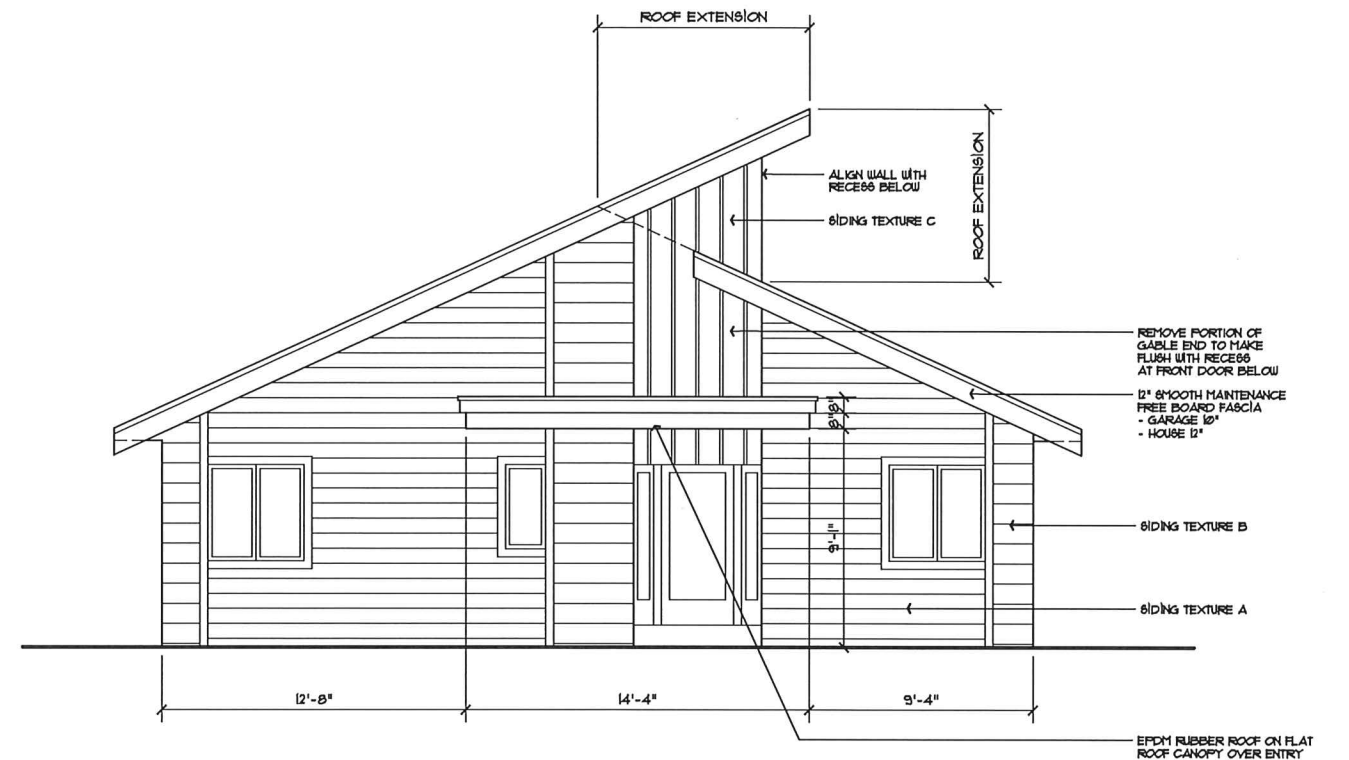 ROOF EXTENSION
ROOF EXTENSION
ALIGN WALL WITH
RECESS BELOW
SIDING TEXTURE C
REMOVE PORTION OF
GABLE END TO MAKE
FLUSH WITH RECESS
AT FRONT DOOR BELOW
12" SMOOTH MAINTENANCE
FREE BOARD FASCIA
- GARAGE 10"
- HOUSE 12"
8"
8"
9'-1"
SIDING TEXTURE B
SIDING TEXTURE A
12'-8"
14'-4"
9'-4"
EPDM RUBBER ROOF ON FLAT
ROOF CANOPY OVER ENTRY